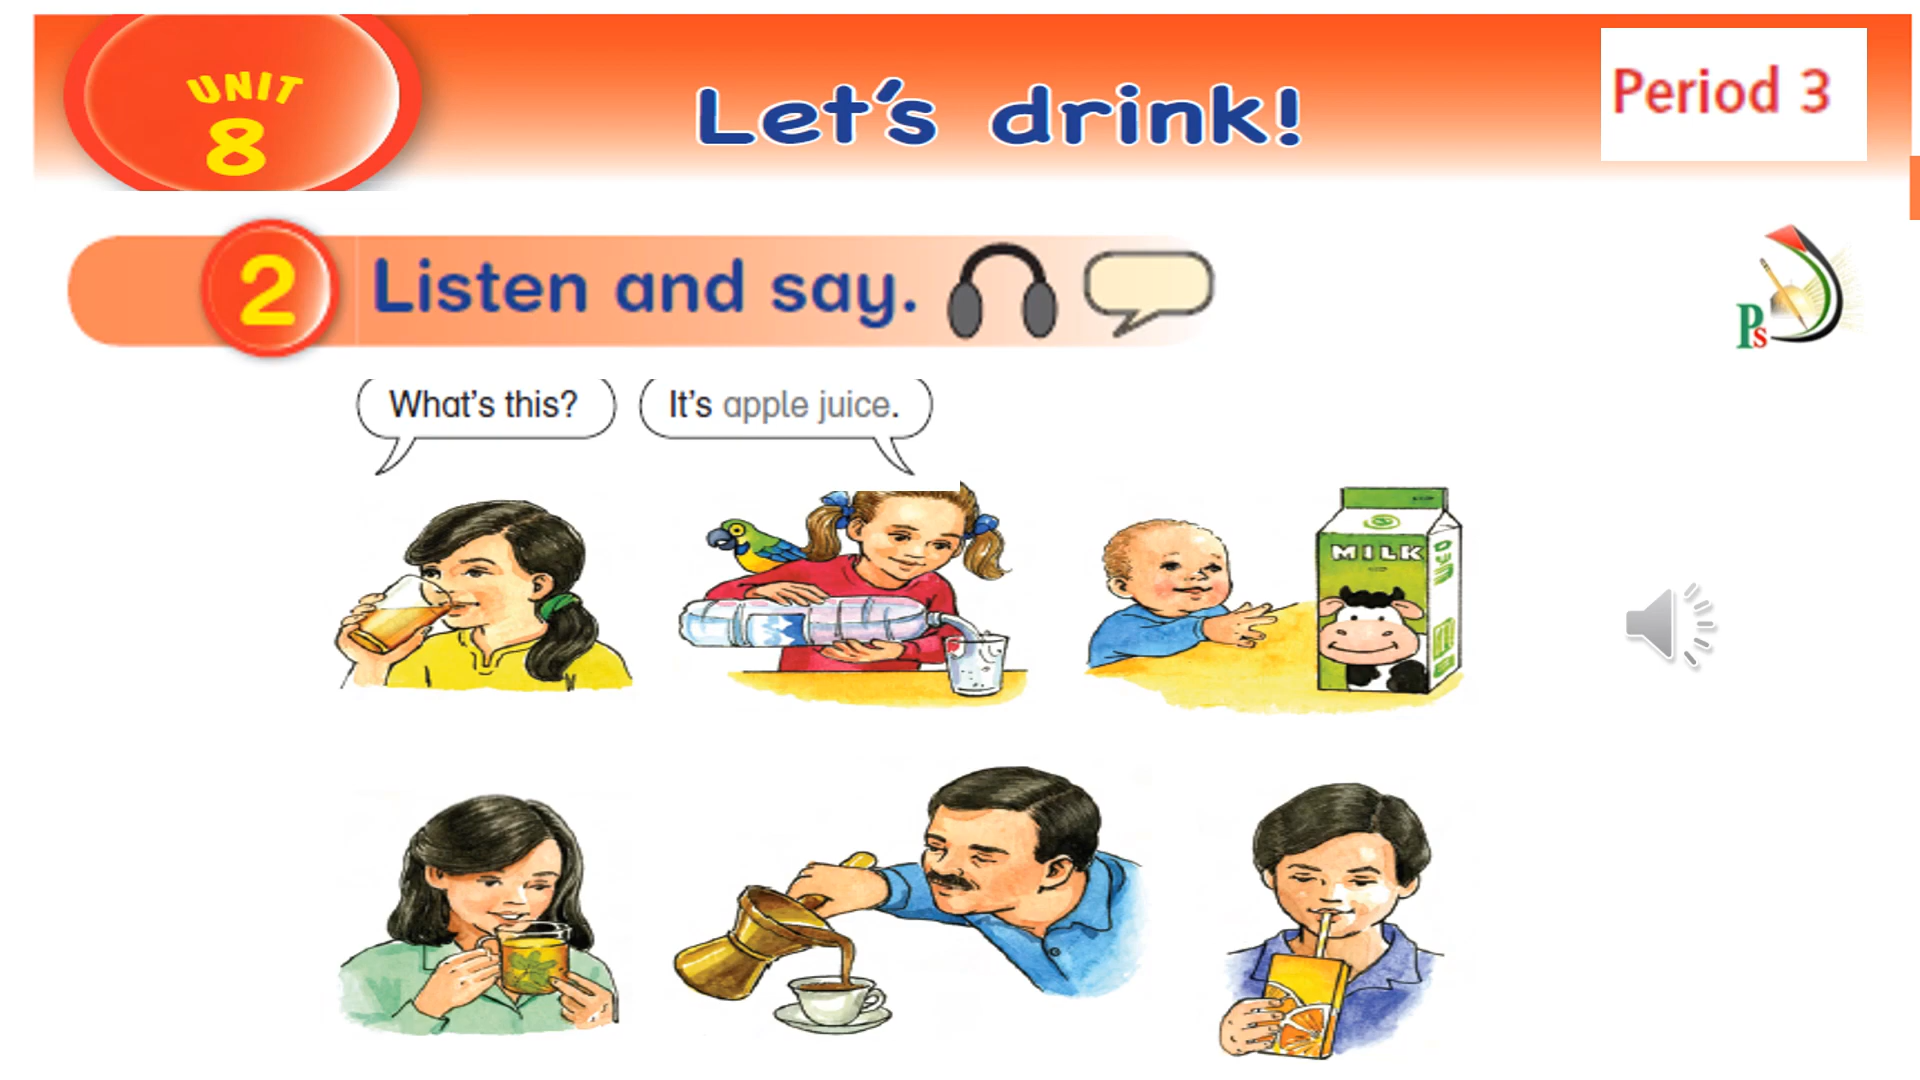 UNIT
8
Let's drink!
Period 3
2 Listen and say.
Ps
What's this?
It's apple juice.
MILK